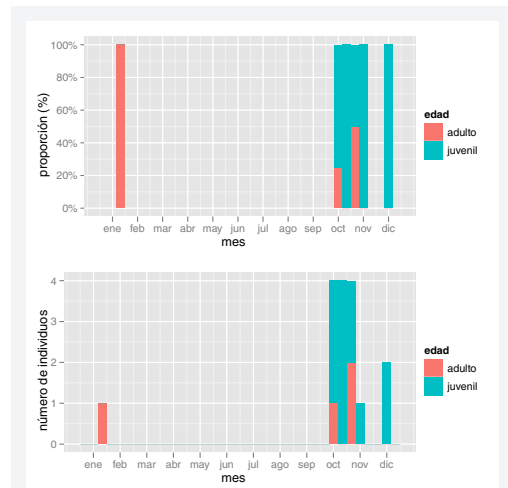 100%
80%
60%
40%
20%
0%
proporción (%)
ene feb mar abr may jun jul ago sep oct nov dic
mes
edad
adulto
juvenil
4
3
2
1
0
número de individuos
ene feb mar abr may jun jul ago sep oct nov dic
mes
edad
adulto
juvenil